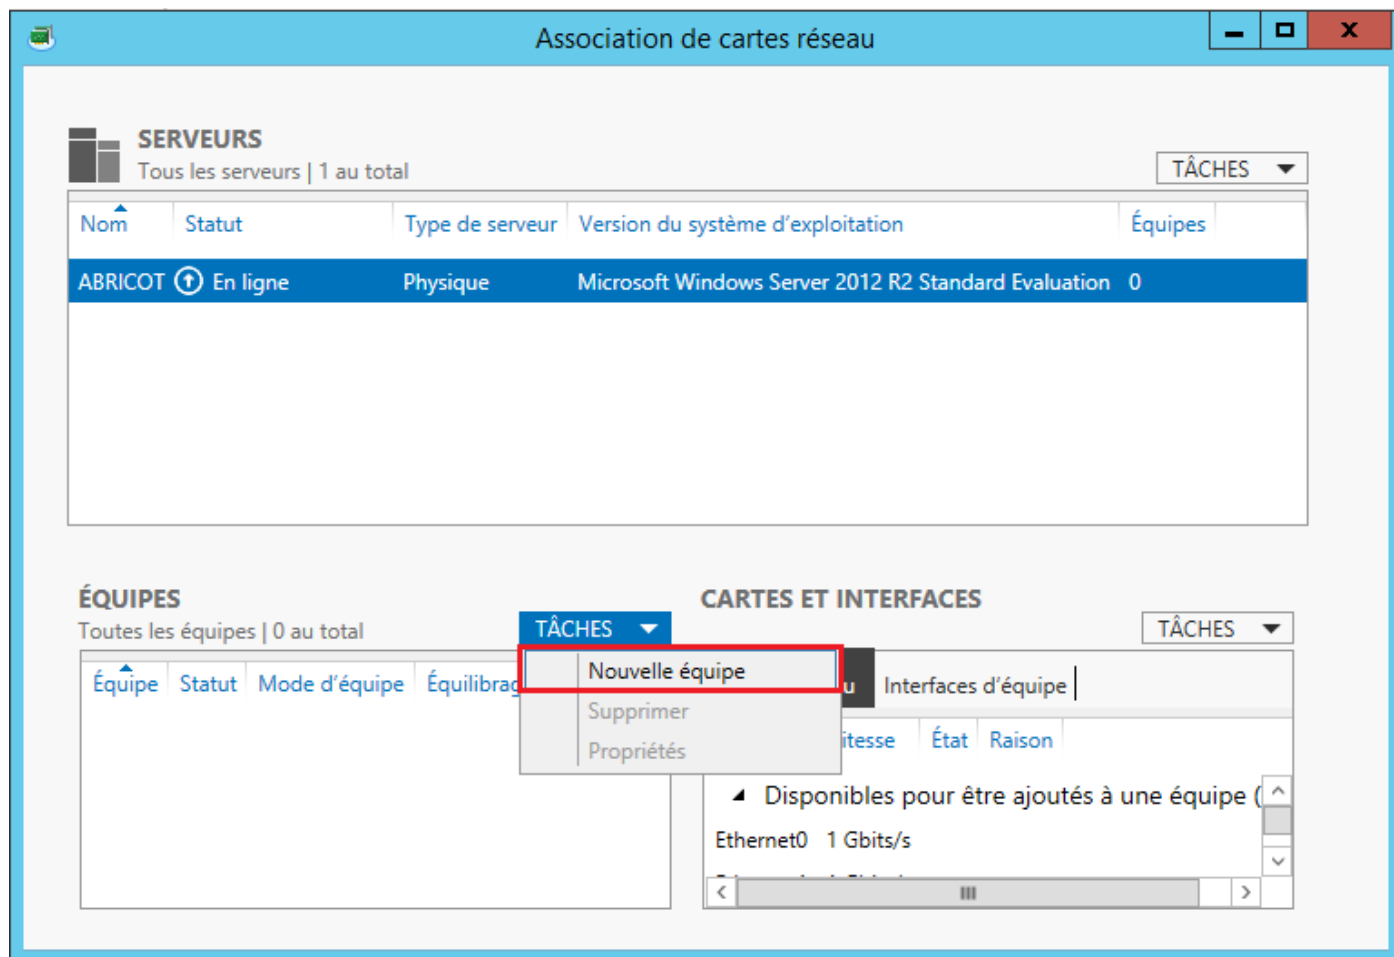 Association de cartes réseau
SERVEURS
Tous les serveurs | 1 au total
TÂCHES
Nom Statut Type de serveur Version du système d'exploitation Équipes
ABRICOT En ligne Physique Microsoft Windows Server 2012 R2 Standard Evaluation 0
ÉQUIPES
Toutes les équipes | 0 au total
TÂCHES
Équipe Statut Mode d'équipe
Nouvelle équipe
Supprimer
Propriétés
CARTES ET INTERFACES
TÂCHES
Interfaces d'équipe
État Raison
Disponibles pour être ajoutés à une équipe (
Ethernet0 1 Gbits/s